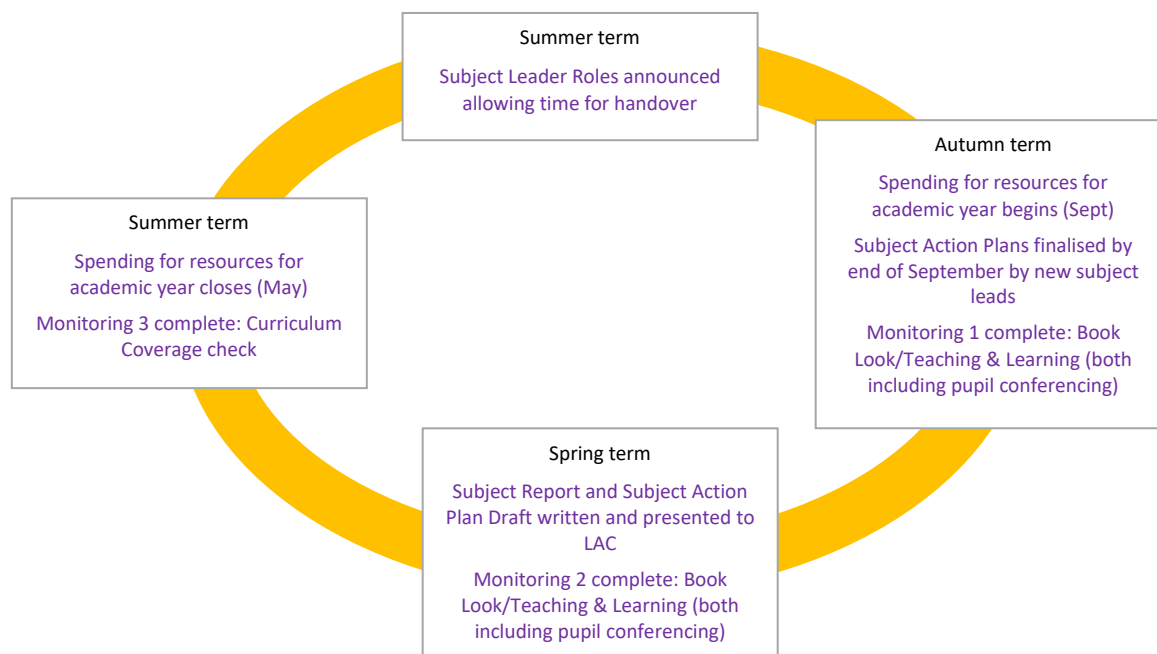 Summer term
Subject Leader Roles announced
allowing time for handover
Autumn term
Spending for resources for
academic year begins (Sept)
Subject Action Plans finalised by
end of September by new subject
leads
Monitoring 1 complete: Book
Look/Teaching & Learning (both
including pupil conferencing)
Spring term
Subject Report and Subject Action
Plan Draft written and presented to
LAC
Monitoring 2 complete: Book
Look/Teaching & Learning (both
including pupil conferencing)
Summer term
Spending for resources for
academic year closes (May)
Monitoring 3 complete: Curriculum
Coverage check